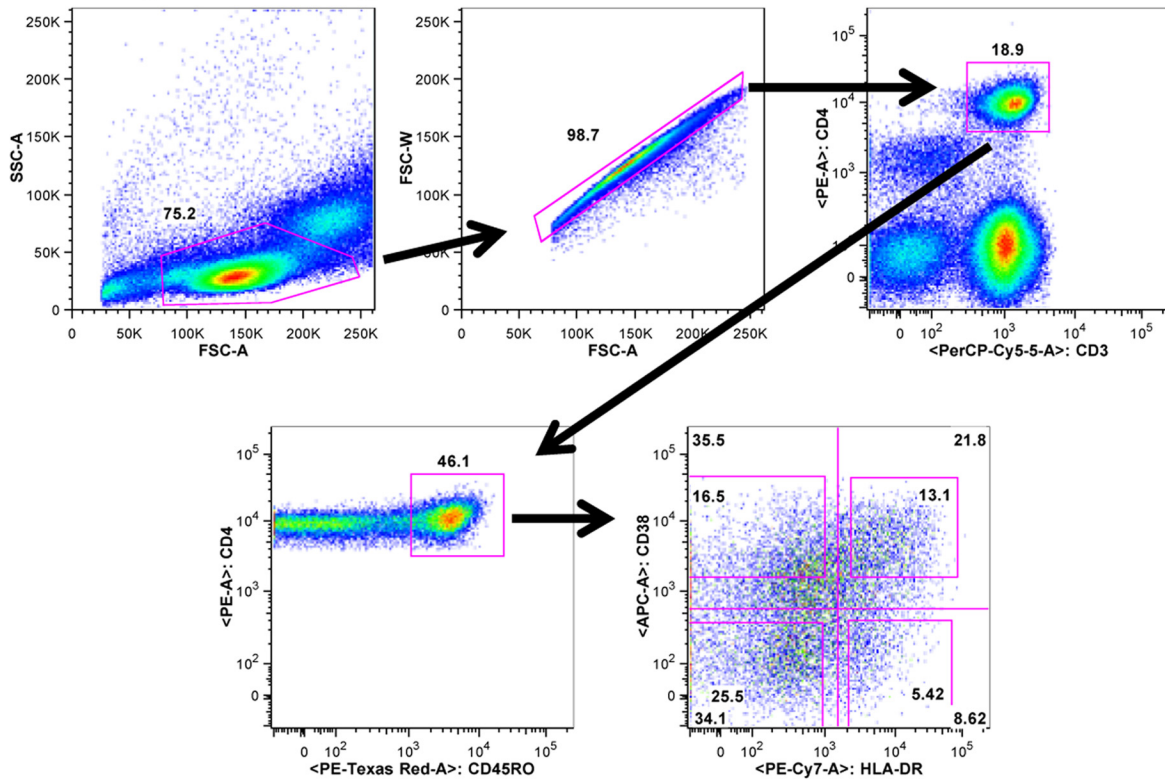 250K
200K
150K
100K
50K
0
SSC-A
75.2
0 50K 100K 150K 200K 250K
FSC-A
250K
200K
150K
100K
50K
0
FSC-W
98.7
0 50K 100K 150K 200K 250K
FSC-A
10^5
10^4
10^3
0
<PE-A>: CD4
18.9
0 10^2 10^3 10^4 10^5
<PerCP-Cy5-5-A>: CD3
10^5
10^4
10^3
10^2
0
<PE-A>: CD4
46.1
0 10^2 10^3 10^4 10^5
<PE-Texas Red-A>: CD45RO
10^5
10^4
10^3
10^2
0
<APC-A>: CD38
35.5 21.8
16.5 13.1
25.5 5.42
34.1 8.62
0 10^2 10^3 10^4 10^5
<PE-Cy7-A>: HLA-DR